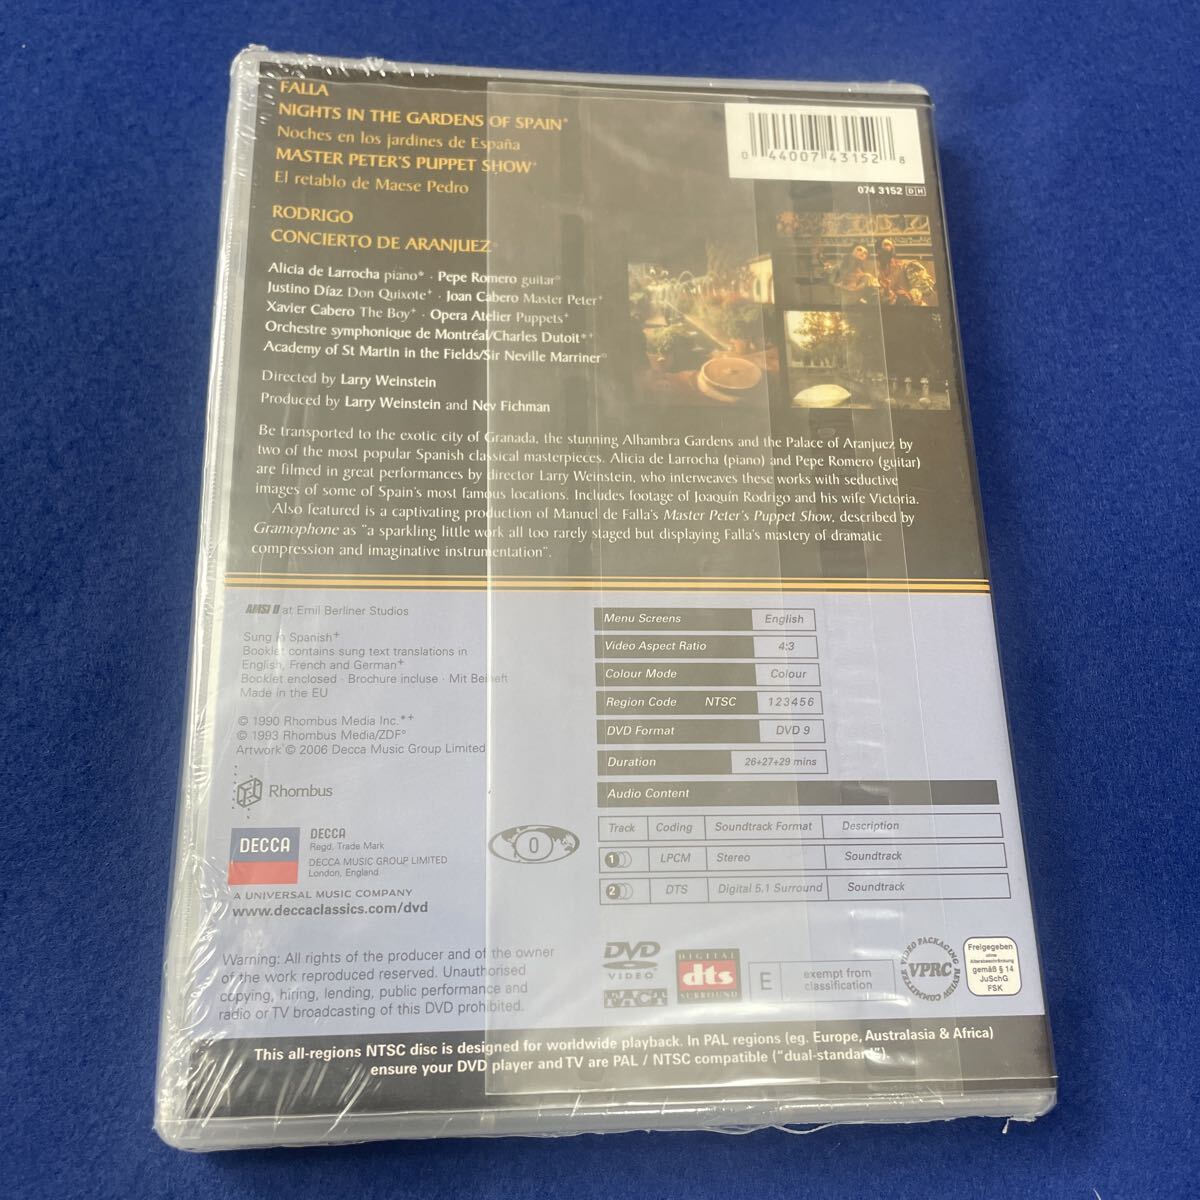 FALLA
NIGHTS IN THE GARDENS OF SPAIN*
Noches en los jardines de España
MASTER PETER'S PUPPET SHOW+
El retablo de Maese Pedro
RODRIGO
CONCIERTO DE ARANJUEZ°
0 44007 43152 8
074 3152 DH
Alicia de Larrocha piano* · Pepe Romero guitar°
Justino Díaz Don Quixote+ · Joan Cabero Master Peter+
Xavier Cabero The Boy+ · Opera Atelier Puppets+
Orchestre symphonique de Montréal/Charles Dutoit*+
Academy of St Martin in the Fields/Sir Neville Marriner°
Directed by Larry Weinstein
Produced by Larry Weinstein and Nev Fichman
Be transported to the exotic city of Granada, the stunning Alhambra Gardens and the Palace of Aranjuez by
two of the most popular Spanish classical masterpieces. Alicia de Larrocha (piano) and Pepe Romero (guitar)
are filmed in great performances by director Larry Weinstein, who interweaves these works with seductive
images of some of Spain's most famous locations. Includes footage of Joaquín Rodrigo and his wife Victoria.
Also featured is a captivating production of Manuel de Falla's Master Peter's Puppet Show, described by
Gramophone as "a sparkling little work all too rarely staged but displaying Falla's mastery of dramatic
compression and imaginative instrumentation".
AMSI II at Emil Berliner Studios
Sung in Spanish+
Booklet contains sung text translations in
English, French and German+
Booklet enclosed · Brochure incluse · Mit Beiheft
Made in the EU
© 1990 Rhombus Media Inc.*+
© 1993 Rhombus Media/ZDF°
Artwork © 2006 Decca Music Group Limited
Rhombus
DECCA
DECCA
Regd. Trade Mark
DECCA MUSIC GROUP LIMITED
London, England
A UNIVERSAL MUSIC COMPANY
www.deccaclassics.com/dvd
0
Menu Screens English
Video Aspect Ratio 4:3
Colour Mode Colour
Region Code NTSC 123456
DVD Format DVD 9
Duration 26+27+29 mins
Audio Content
Track Coding Soundtrack Format Description
1 LPCM Stereo Soundtrack
2 DTS Digital 5.1 Surround Soundtrack
Warning: All rights of the producer and of the owner
of the work reproduced reserved. Unauthorised
copying, hiring, lending, public performance and
radio or TV broadcasting of this DVD prohibited.
DVD
VIDEO
FACT
DIGITAL
dts
SURROUND
E exempt from
classification
VIDEO PACKAGING REVIEW COMMITTEE
VPRC
Freigegeben
ohne
Altersbeschränkung
gemäß § 14
JuSchG
FSK
This all-regions NTSC disc is designed for worldwide playback. In PAL regions (eg. Europe, Australasia & Africa)
ensure your DVD player and TV are PAL / NTSC compatible ("dual-standard").